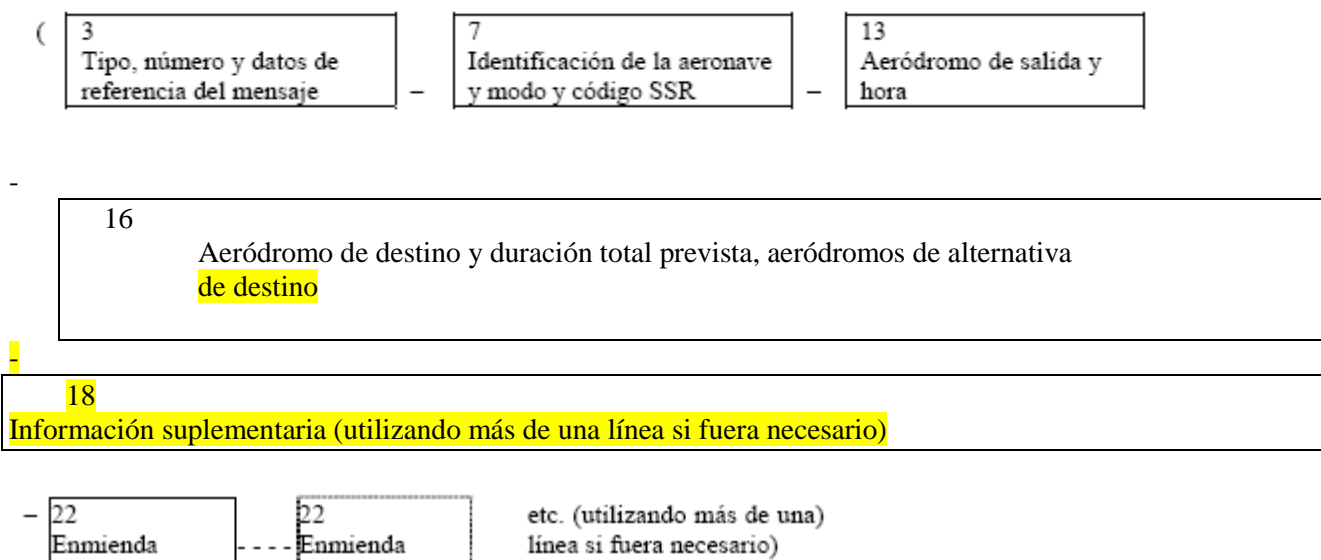 ( 3 7 13
Tipo, número y datos de Identificación de la aeronave Aeródromo de salida y
referencia del mensaje – y modo y código SSR – hora
-
16
Aeródromo de destino y duración total prevista, aeródromos de alternativa
de destino
-
18
Información suplementaria (utilizando más de una línea si fuera necesario)
– 22 22 etc. (utilizando más de una)
Enmienda - - - - Enmienda línea si fuera necesario)